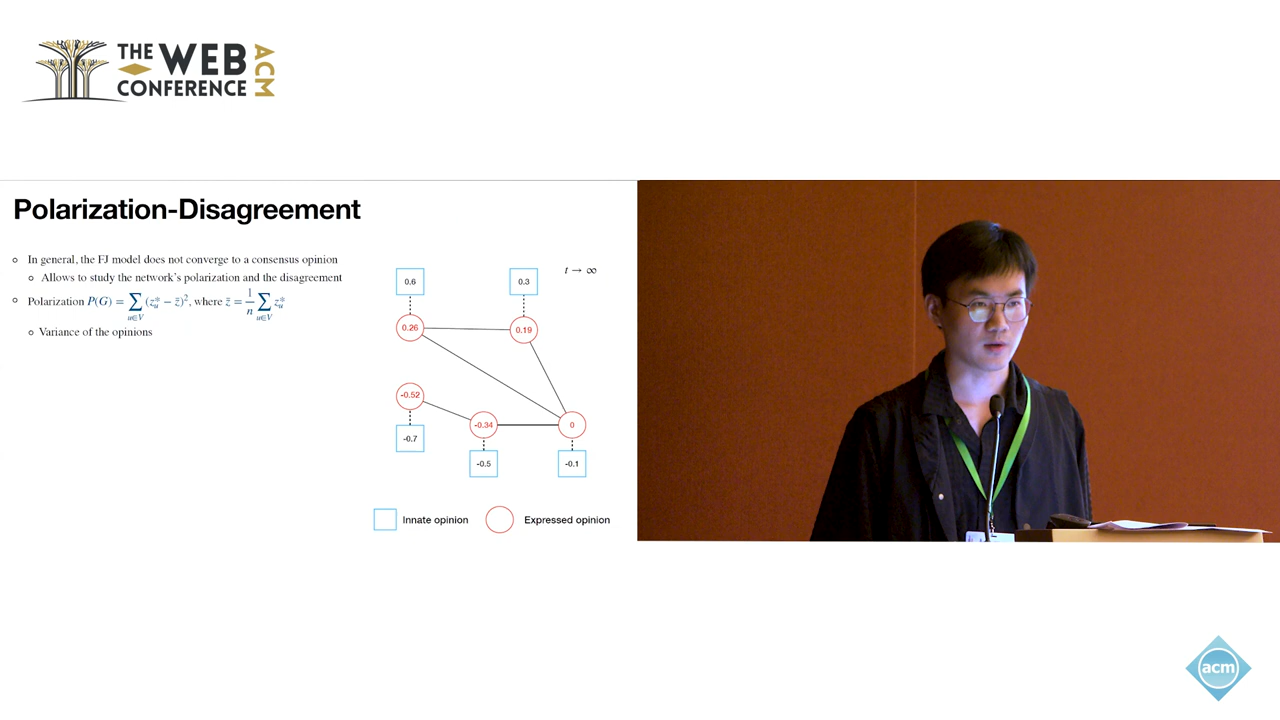 THE WEB
CONFERENCE
ACM
Polarization-Disagreement
In general, the FJ model does not converge to a consensus opinion
Allows to study the network's polarization and the disagreement
Polarization P(G) = ∑_{u∈V} (z*_u − z̄)², where z̄ = 1/n ∑_{u∈V} z*_u
Variance of the opinions
t → ∞
0.6
0.3
0.26
0.19
-0.52
-0.34
0
-0.7
-0.5
-0.1
Innate opinion
Expressed opinion
acm